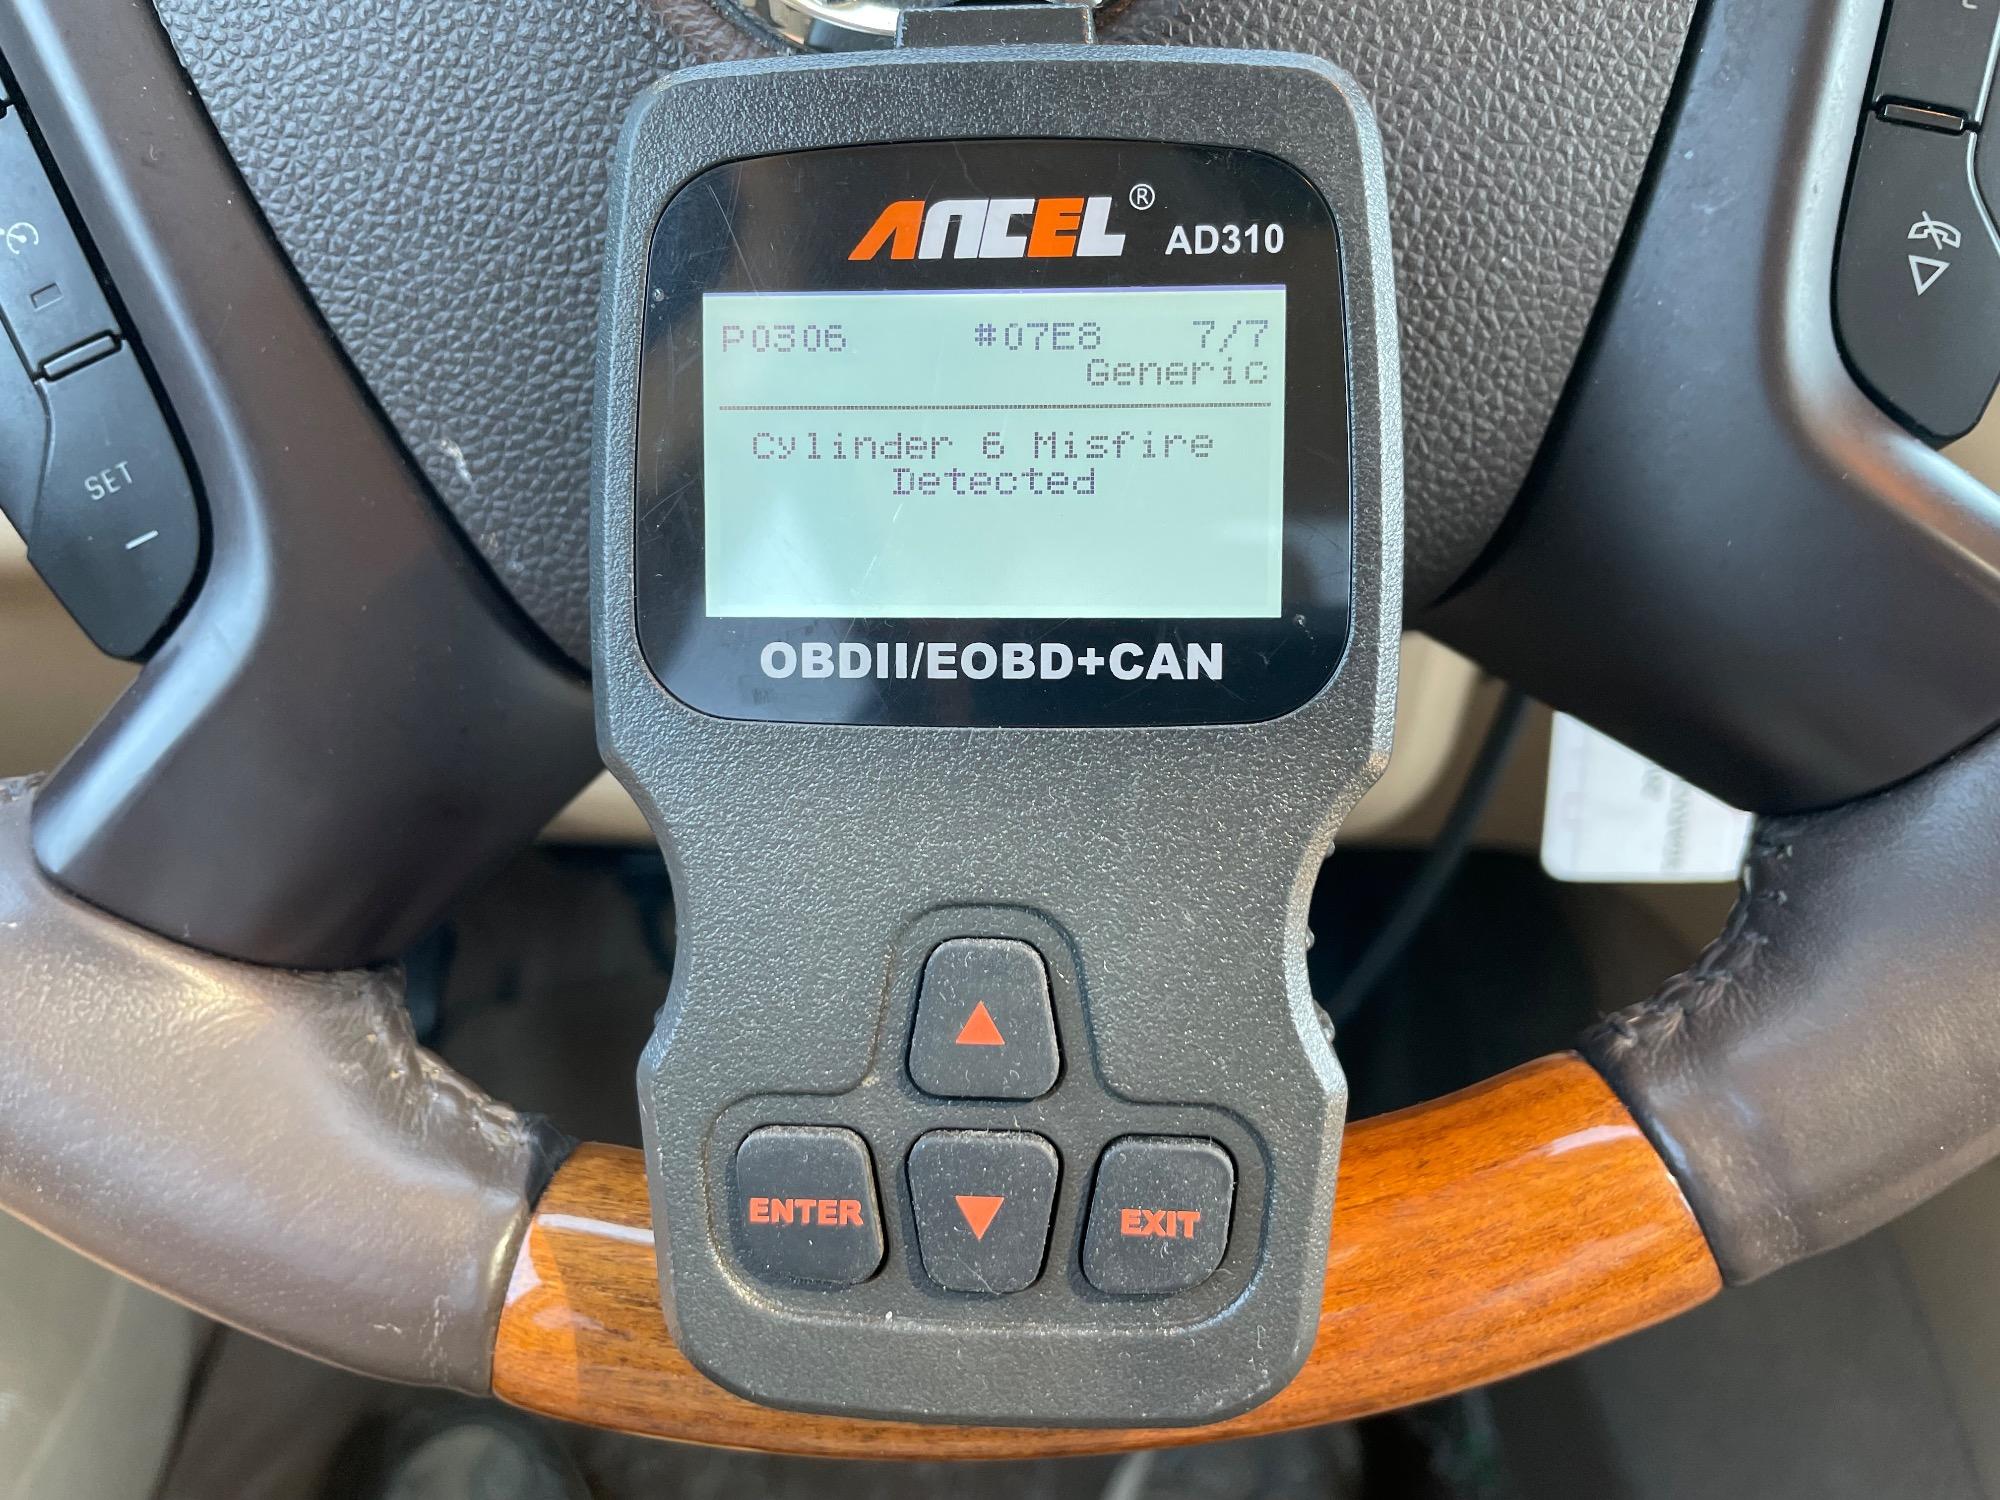 ANCEL® AD310
P0306 #07E8 7/7
Generic
Cylinder 6 Misfire
Detected
OBDII/EOBD+CAN
SET
ENTER
EXIT